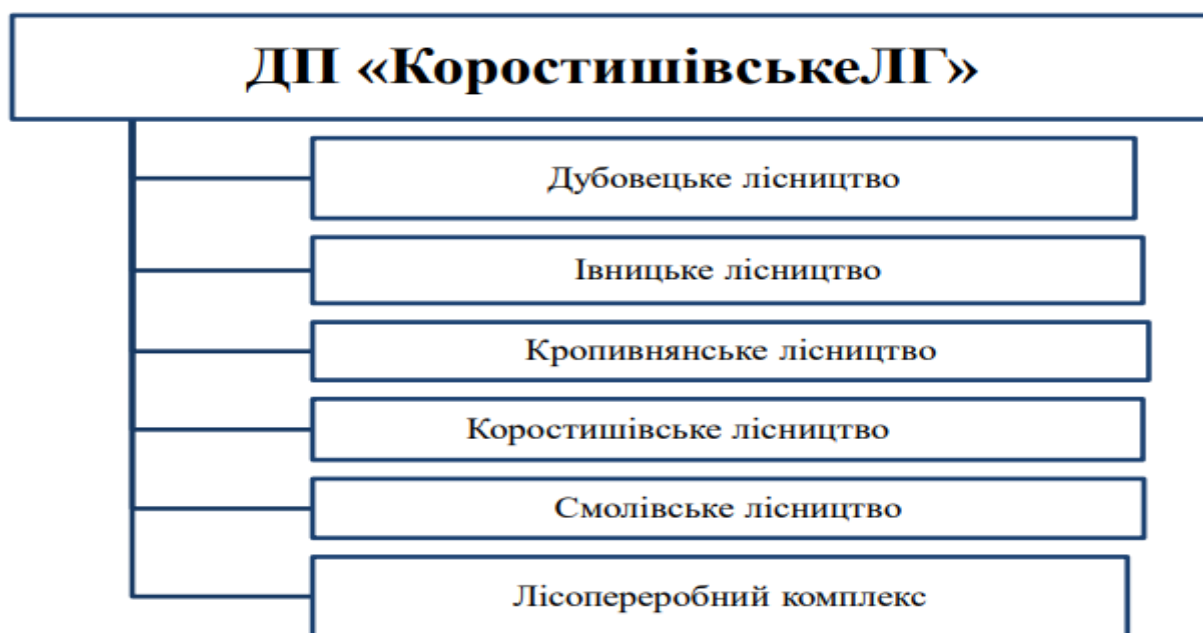 ДП «КоростишівськеЛГ»
Дубовецьке лісництво
Івницьке лісництво
Кропивнянське лісництво
Коростишівське лісництво
Смолівське лісництво
Лісопереробний комплекс